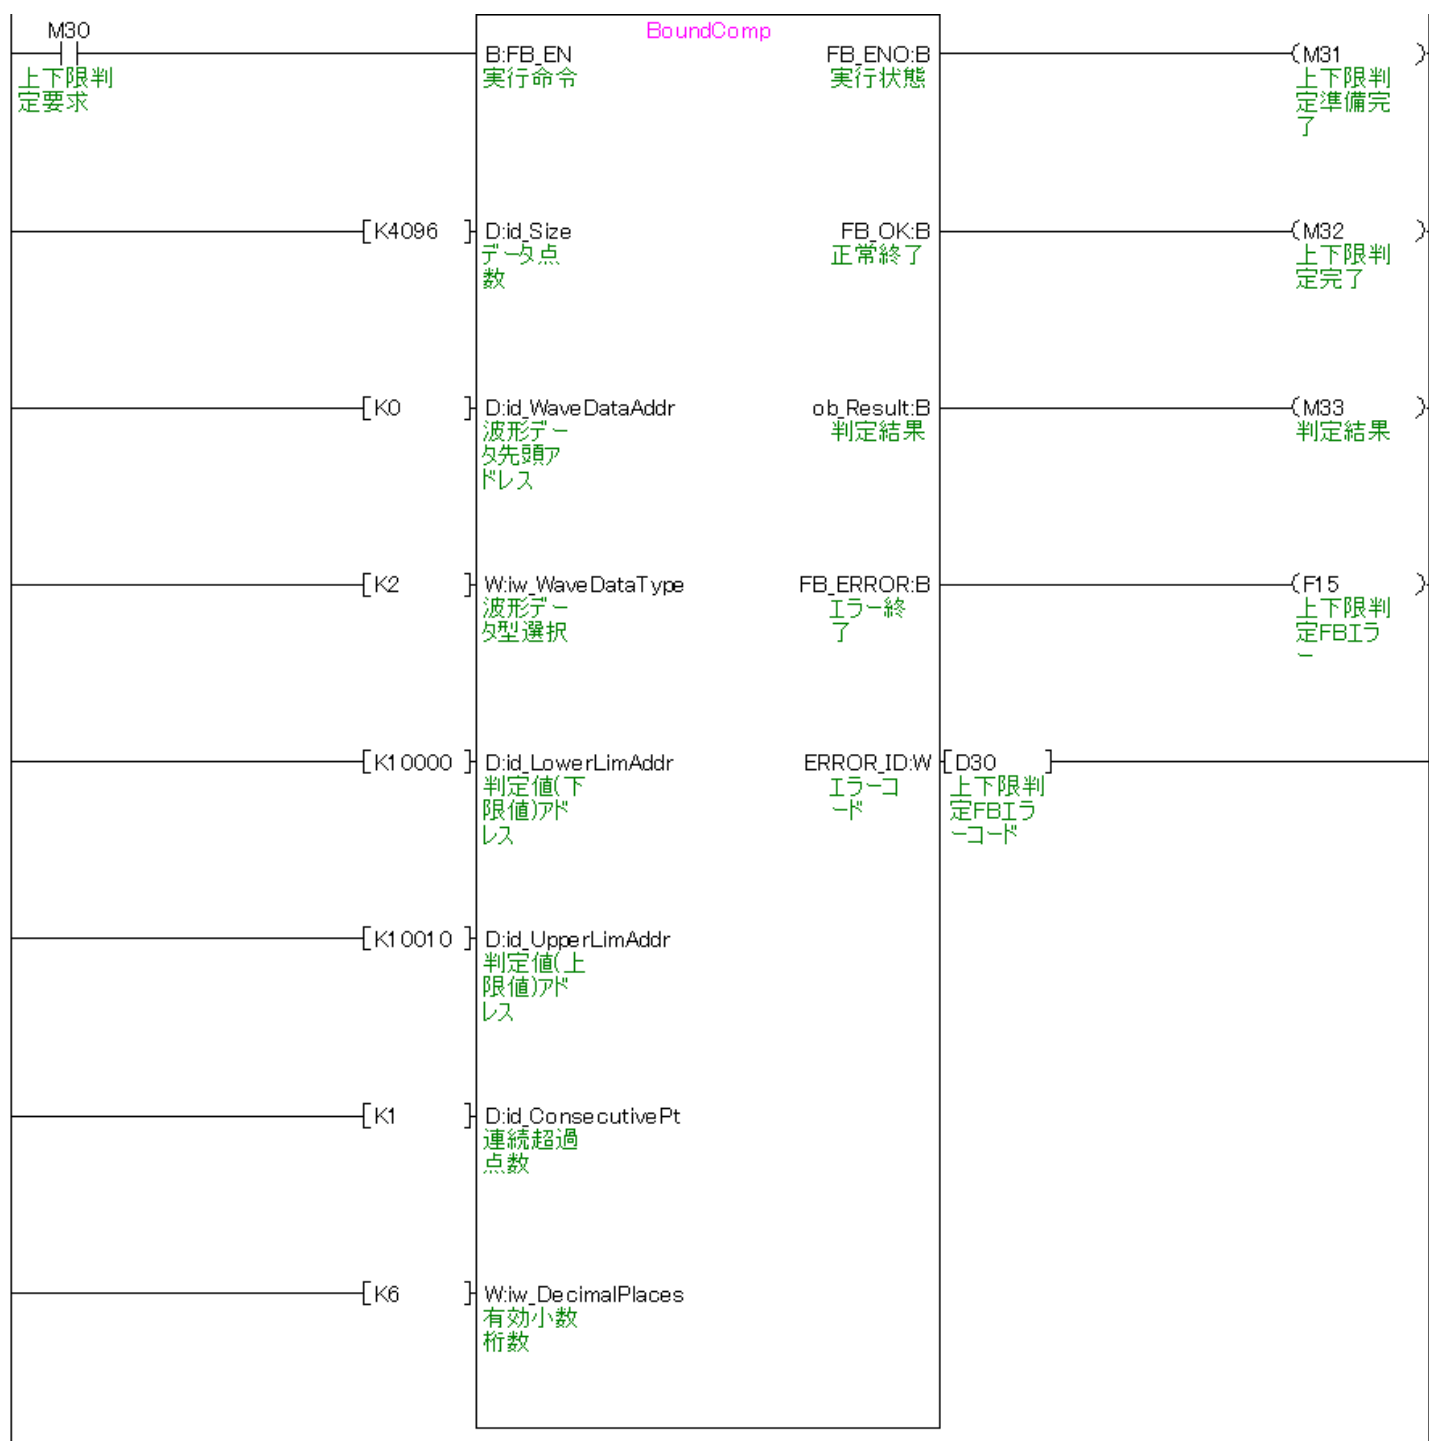 M30
上下限判
定要求
BoundComp
B:FB_EN
実行命令
FB_ENO:B
実行状態
M31
上下限判
定準備完
了
K4096
D:id_Size
データ点
数
FB_OK:B
正常終了
M32
上下限判
定完了
K0
D:id_WaveDataAddr
波形デー
タ先頭ア
ドレス
ob_Result:B
判定結果
M33
判定結果
K2
W:iw_WaveDataType
波形デー
タ型選択
FB_ERROR:B
エラー終
了
F15
上下限判
定FBエラ
ー
K10000
D:id_LowerLimAddr
判定値(下
限値)アド
レス
ERROR_ID:W
エラーコ
ード
D30
上下限判
定FBエラ
ーコード
K10010
D:id_UpperLimAddr
判定値(上
限値)アド
レス
K1
D:id_ConsecutivePt
連続超過
点数
K6
W:iw_DecimalPlaces
有効小数
桁数